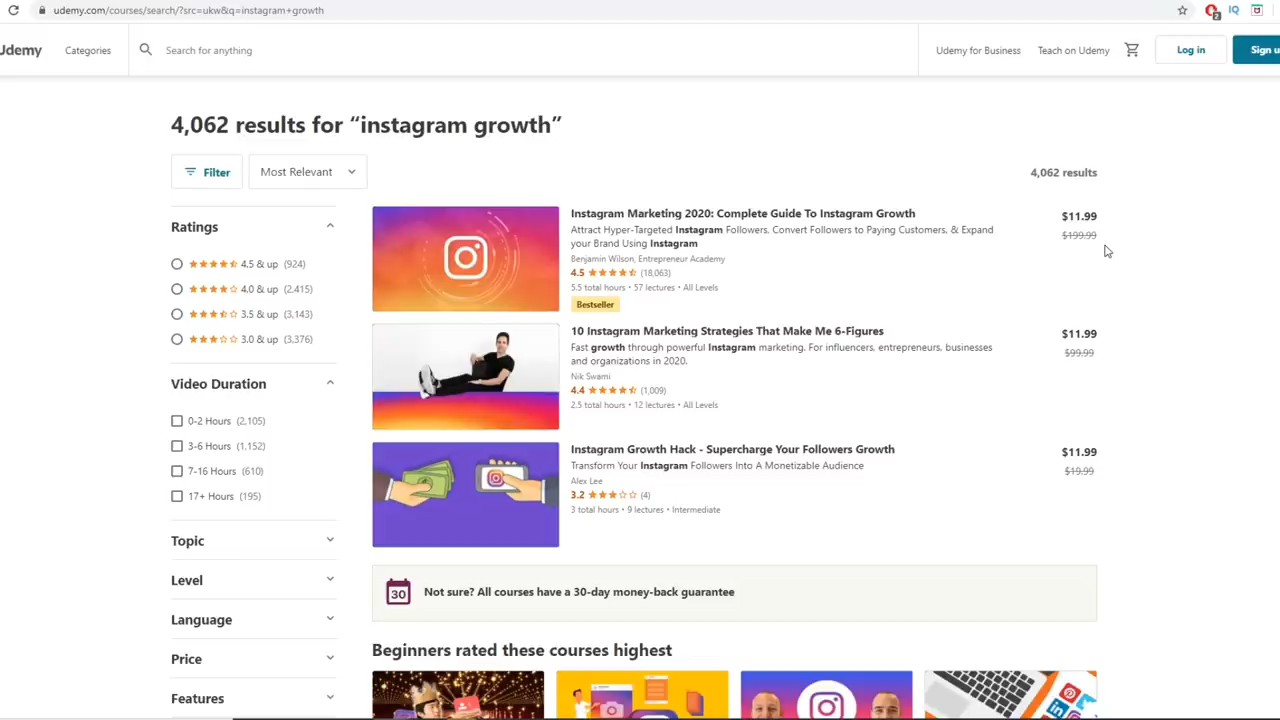 udemy.com/courses/search/?src=ukw&q=instagram+growth
Udemy
Categories
Search for anything
Udemy for Business
Teach on Udemy
Log in
Sign u
4,062 results for “instagram growth”
Filter
Most Relevant
4,062 results
Ratings
4.5 & up (924)
4.0 & up (2,415)
3.5 & up (3,143)
3.0 & up (3,376)
Video Duration
0-2 Hours (2,105)
3-6 Hours (1,152)
7-16 Hours (610)
17+ Hours (195)
Topic
Level
Language
Price
Features
Instagram Marketing 2020: Complete Guide To Instagram Growth
$11.99
Attract Hyper-Targeted Instagram Followers, Convert Followers to Paying Customers, & Expand
$199.99
your Brand Using Instagram
Benjamin Wilson, Entrepreneur Academy
4.5 (18,063)
5.5 total hours • 57 lectures • All Levels
Bestseller
10 Instagram Marketing Strategies That Make Me 6-Figures
$11.99
Fast growth through powerful Instagram marketing. For influencers, entrepreneurs, businesses
$99.99
and organizations in 2020.
Nik Swami
4.4 (1,009)
2.5 total hours • 12 lectures • All Levels
Instagram Growth Hack - Supercharge Your Followers Growth
$11.99
Transform Your Instagram Followers Into A Monetizable Audience
$19.99
Alex Lee
3.2 (4)
3 total hours • 9 lectures • Intermediate
30
Not sure? All courses have a 30-day money-back guarantee
Beginners rated these courses highest